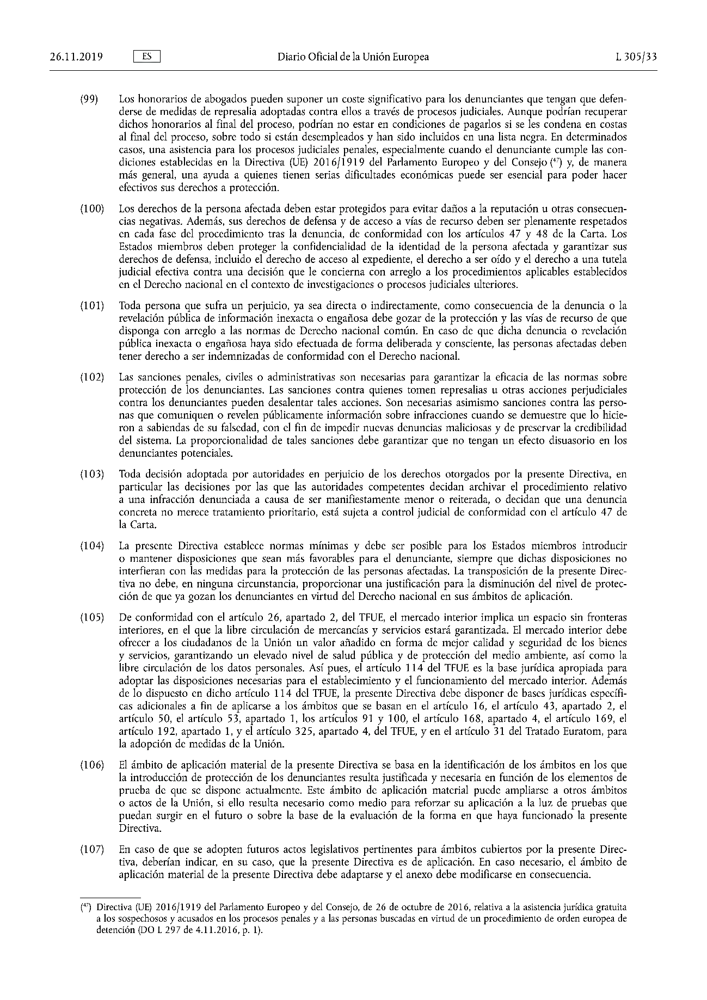 26.11.2019 ES Diario Oficial de la Unión Europea L 305/33
(99) Los honorarios de abogados pueden suponer un coste significativo para los denunciantes que tengan que defen-
derse de medidas de represalia adoptadas contra ellos a través de procesos judiciales. Aunque podrían recuperar
dichos honorarios al final del proceso, podrían no estar en condiciones de pagarlos si se les condena en costas
al final del proceso, sobre todo si están desempleados y han sido incluidos en una lista negra. En determinados
casos, una asistencia para los procesos judiciales penales, especialmente cuando el denunciante cumple las con-
diciones establecidas en la Directiva (UE) 2016/1919 del Parlamento Europeo y del Consejo (⁴⁷) y, de manera
más general, una ayuda a quienes tienen serias dificultades económicas puede ser esencial para poder hacer
efectivos sus derechos a protección.
(100) Los derechos de la persona afectada deben estar protegidos para evitar daños a la reputación u otras consecuen-
cias negativas. Además, sus derechos de defensa y de acceso a vías de recurso deben ser plenamente respetados
en cada fase del procedimiento tras la denuncia, de conformidad con los artículos 47 y 48 de la Carta. Los
Estados miembros deben proteger la confidencialidad de la identidad de la persona afectada y garantizar sus
derechos de defensa, incluido el derecho de acceso al expediente, el derecho a ser oído y el derecho a una tutela
judicial efectiva contra una decisión que le concierna con arreglo a los procedimientos aplicables establecidos
en el Derecho nacional en el contexto de investigaciones o procesos judiciales ulteriores.
(101) Toda persona que sufra un perjuicio, ya sea directa o indirectamente, como consecuencia de la denuncia o la
revelación pública de información inexacta o engañosa debe gozar de la protección y las vías de recurso de que
disponga con arreglo a las normas de Derecho nacional común. En caso de que dicha denuncia o revelación
pública inexacta o engañosa haya sido efectuada de forma deliberada y consciente, las personas afectadas deben
tener derecho a ser indemnizadas de conformidad con el Derecho nacional.
(102) Las sanciones penales, civiles o administrativas son necesarias para garantizar la eficacia de las normas sobre
protección de los denunciantes. Las sanciones contra quienes tomen represalias u otras acciones perjudiciales
contra los denunciantes pueden desalentar tales acciones. Son necesarias asimismo sanciones contra las perso-
nas que comuniquen o revelen públicamente información sobre infracciones cuando se demuestre que lo hicie-
ron a sabiendas de su falsedad, con el fin de impedir nuevas denuncias maliciosas y de preservar la credibilidad
del sistema. La proporcionalidad de tales sanciones debe garantizar que no tengan un efecto disuasorio en los
denunciantes potenciales.
(103) Toda decisión adoptada por autoridades en perjuicio de los derechos otorgados por la presente Directiva, en
particular las decisiones por las que las autoridades competentes decidan archivar el procedimiento relativo
a una infracción denunciada a causa de ser manifiestamente menor o reiterada, o decidan que una denuncia
concreta no merece tratamiento prioritario, está sujeta a control judicial de conformidad con el artículo 47 de
la Carta.
(104) La presente Directiva establece normas mínimas y debe ser posible para los Estados miembros introducir
o mantener disposiciones que sean más favorables para el denunciante, siempre que dichas disposiciones no
interfieran con las medidas para la protección de las personas afectadas. La transposición de la presente Direc-
tiva no debe, en ninguna circunstancia, proporcionar una justificación para la disminución del nivel de protec-
ción de que ya gozan los denunciantes en virtud del Derecho nacional en sus ámbitos de aplicación.
(105) De conformidad con el artículo 26, apartado 2, del TFUE, el mercado interior implica un espacio sin fronteras
interiores, en el que la libre circulación de mercancías y servicios estará garantizada. El mercado interior debe
ofrecer a los ciudadanos de la Unión un valor añadido en forma de mejor calidad y seguridad de los bienes
y servicios, garantizando un elevado nivel de salud pública y de protección del medio ambiente, así como la
libre circulación de los datos personales. Así pues, el artículo 114 del TFUE es la base jurídica apropiada para
adoptar las disposiciones necesarias para el establecimiento y el funcionamiento del mercado interior. Además
de lo dispuesto en dicho artículo 114 del TFUE, la presente Directiva debe disponer de bases jurídicas específi-
cas adicionales a fin de aplicarse a los ámbitos que se basan en el artículo 16, el artículo 43, apartado 2, el
artículo 50, el artículo 53, apartado 1, los artículos 91 y 100, el artículo 168, apartado 4, el artículo 169, el
artículo 192, apartado 1, y el artículo 325, apartado 4, del TFUE, y en el artículo 31 del Tratado Euratom, para
la adopción de medidas de la Unión.
(106) El ámbito de aplicación material de la presente Directiva se basa en la identificación de los ámbitos en los que
la introducción de protección de los denunciantes resulta justificada y necesaria en función de los elementos de
prueba de que se dispone actualmente. Este ámbito de aplicación material puede ampliarse a otros ámbitos
o actos de la Unión, si ello resulta necesario como medio para reforzar su aplicación a la luz de pruebas que
puedan surgir en el futuro o sobre la base de la evaluación de la forma en que haya funcionado la presente
Directiva.
(107) En caso de que se adopten futuros actos legislativos pertinentes para ámbitos cubiertos por la presente Direc-
tiva, deberían indicar, en su caso, que la presente Directiva es de aplicación. En caso necesario, el ámbito de
aplicación material de la presente Directiva debe adaptarse y el anexo debe modificarse en consecuencia.
(⁴⁷) Directiva (UE) 2016/1919 del Parlamento Europeo y del Consejo, de 26 de octubre de 2016, relativa a la asistencia jurídica gratuita
a los sospechosos y acusados en los procesos penales y a las personas buscadas en virtud de un procedimiento de orden europea de
detención (DO L 297 de 4.11.2016, p. 1).